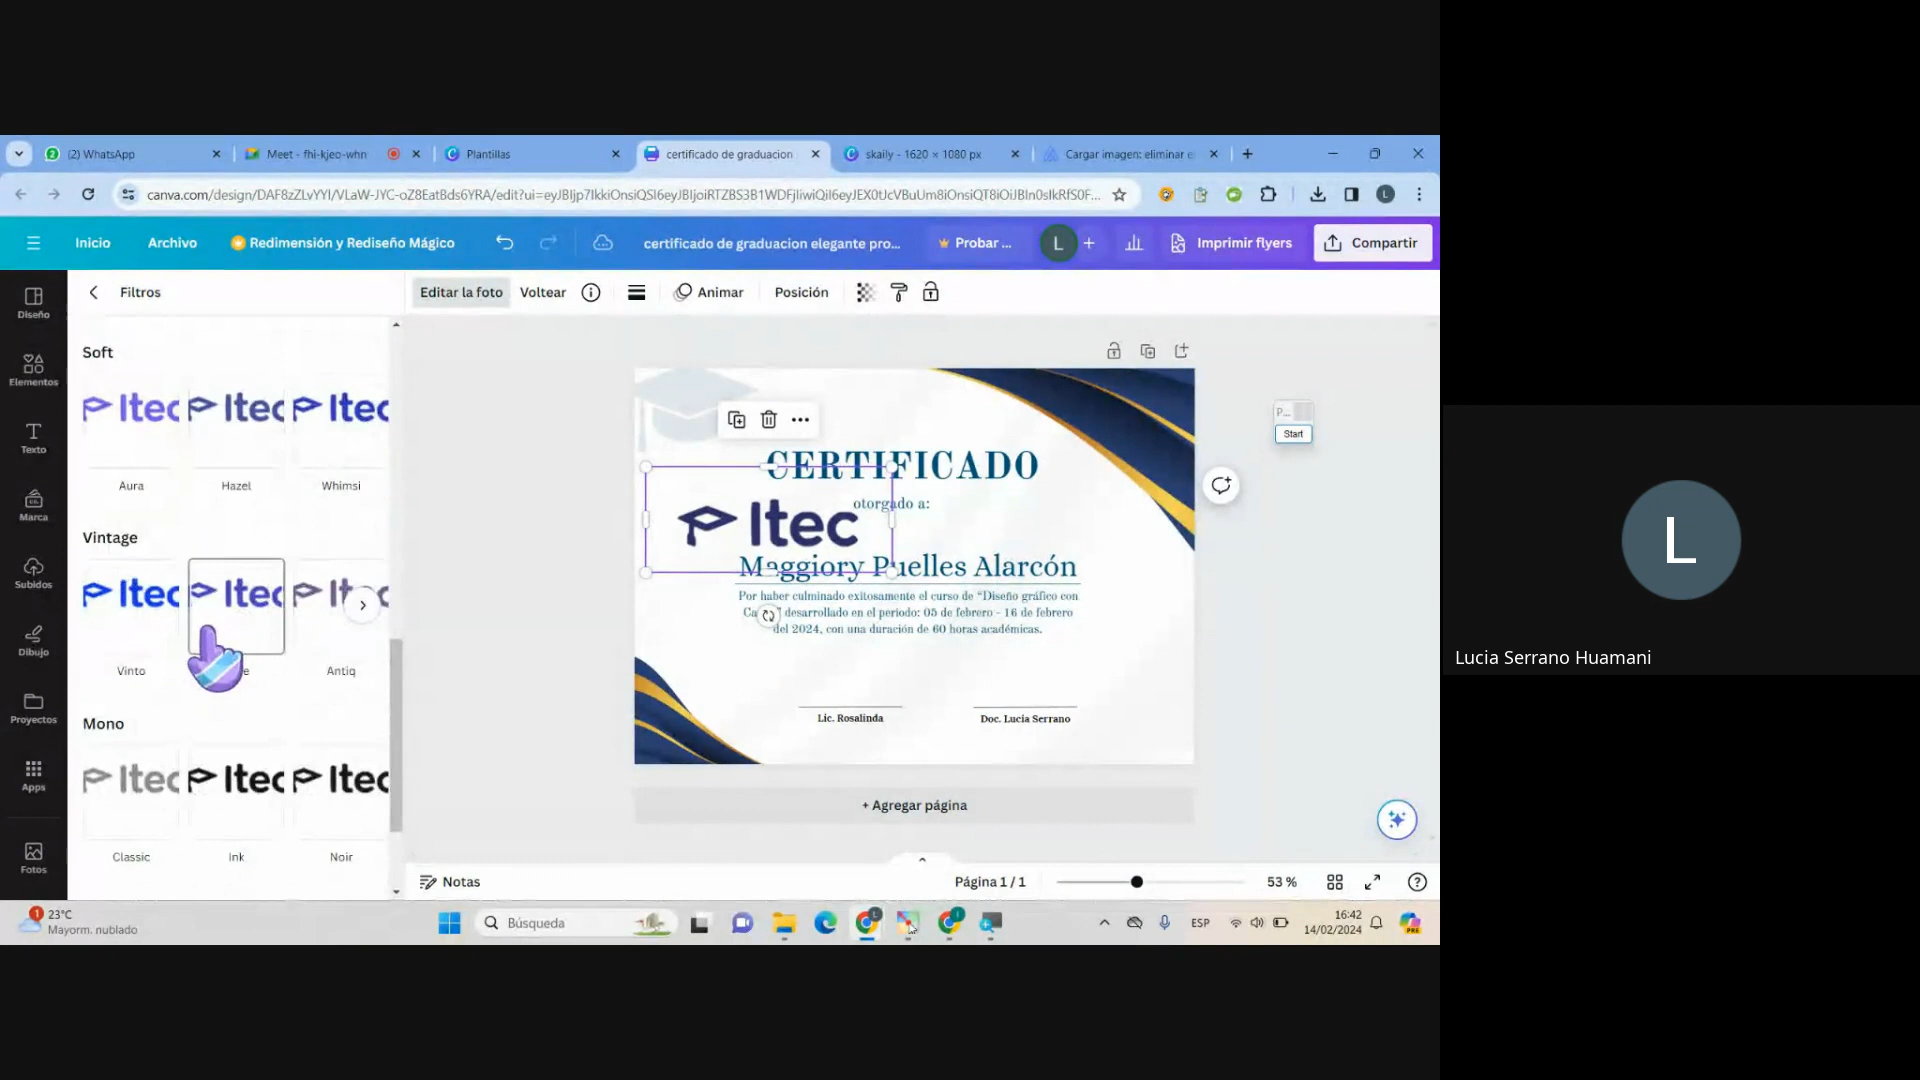 (2) WhatsApp
Meet - fhi-kjeo-whn
Plantillas
certificado de graduacion
skaily - 1620 × 1080 px
Cargar imagen: eliminar e
canva.com/design/DAF8zZLvYYI/VLaW-JYC-oZ8EatBds6YRA/edit?ui=eyJBIjp7IkkiOnsiQSI6eyJBIjoiRTZBS3B1WDFjIiwiQiI6eyJEX0tJcVBuUm8iOnsiQT8iOiJBIn0sIkRfS0F...
Inicio
Archivo
Redimensión y Rediseño Mágico
certificado de graduacion elegante pro...
Probar ...
L
Imprimir flyers
Compartir
Diseño
Elementos
Texto
Marca
Subidos
Dibujo
Proyectos
Apps
Fotos
Filtros
Soft
Itec Itec Itec
Aura Hazel Whimsi
Vintage
Itec Itec
Vinto Antiq
Mono
Itec Itec Itec
Classic Ink Noir
Editar la foto
Voltear
Animar
Posición
CERTIFICADO
otorgado a:
Itec
Maggiory Puelles Alarcón
Por haber culminado exitosamente el curso de “Diseño gráfico con
desarrollado en el periodo: 05 de febrero - 16 de febrero
del 2024, con una duración de 60 horas académicas.
Lic. Rosalinda
Doc. Lucia Serrano
P...
Start
+ Agregar página
Notas
Página 1 / 1
53 %
1
23°C
Mayorm. nublado
Búsqueda
ESP
16:42
14/02/2024
PRE
L
Lucia Serrano Huamani